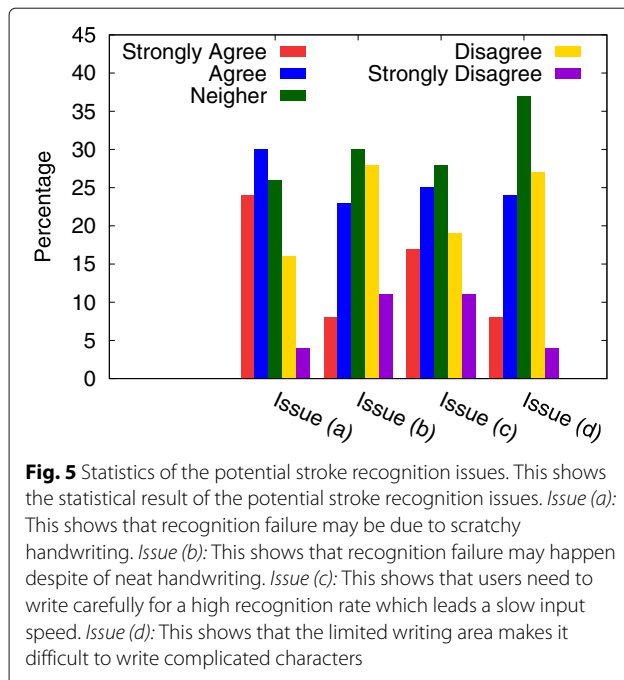 45
40
35
30
25
20
15
10
5
0
Percentage
Strongly Agree
Agree
Neigher
Disagree
Strongly Disagree
Issue (a)
Issue (b)
Issue (c)
Issue (d)
Fig. 5 Statistics of the potential stroke recognition issues. This shows
the statistical result of the potential stroke recognition issues. Issue (a):
This shows that recognition failure may be due to scratchy
handwriting. Issue (b): This shows that recognition failure may happen
despite of neat handwriting. Issue (c): This shows that users need to
write carefully for a high recognition rate which leads a slow input
speed. Issue (d): This shows that the limited writing area makes it
difficult to write complicated characters